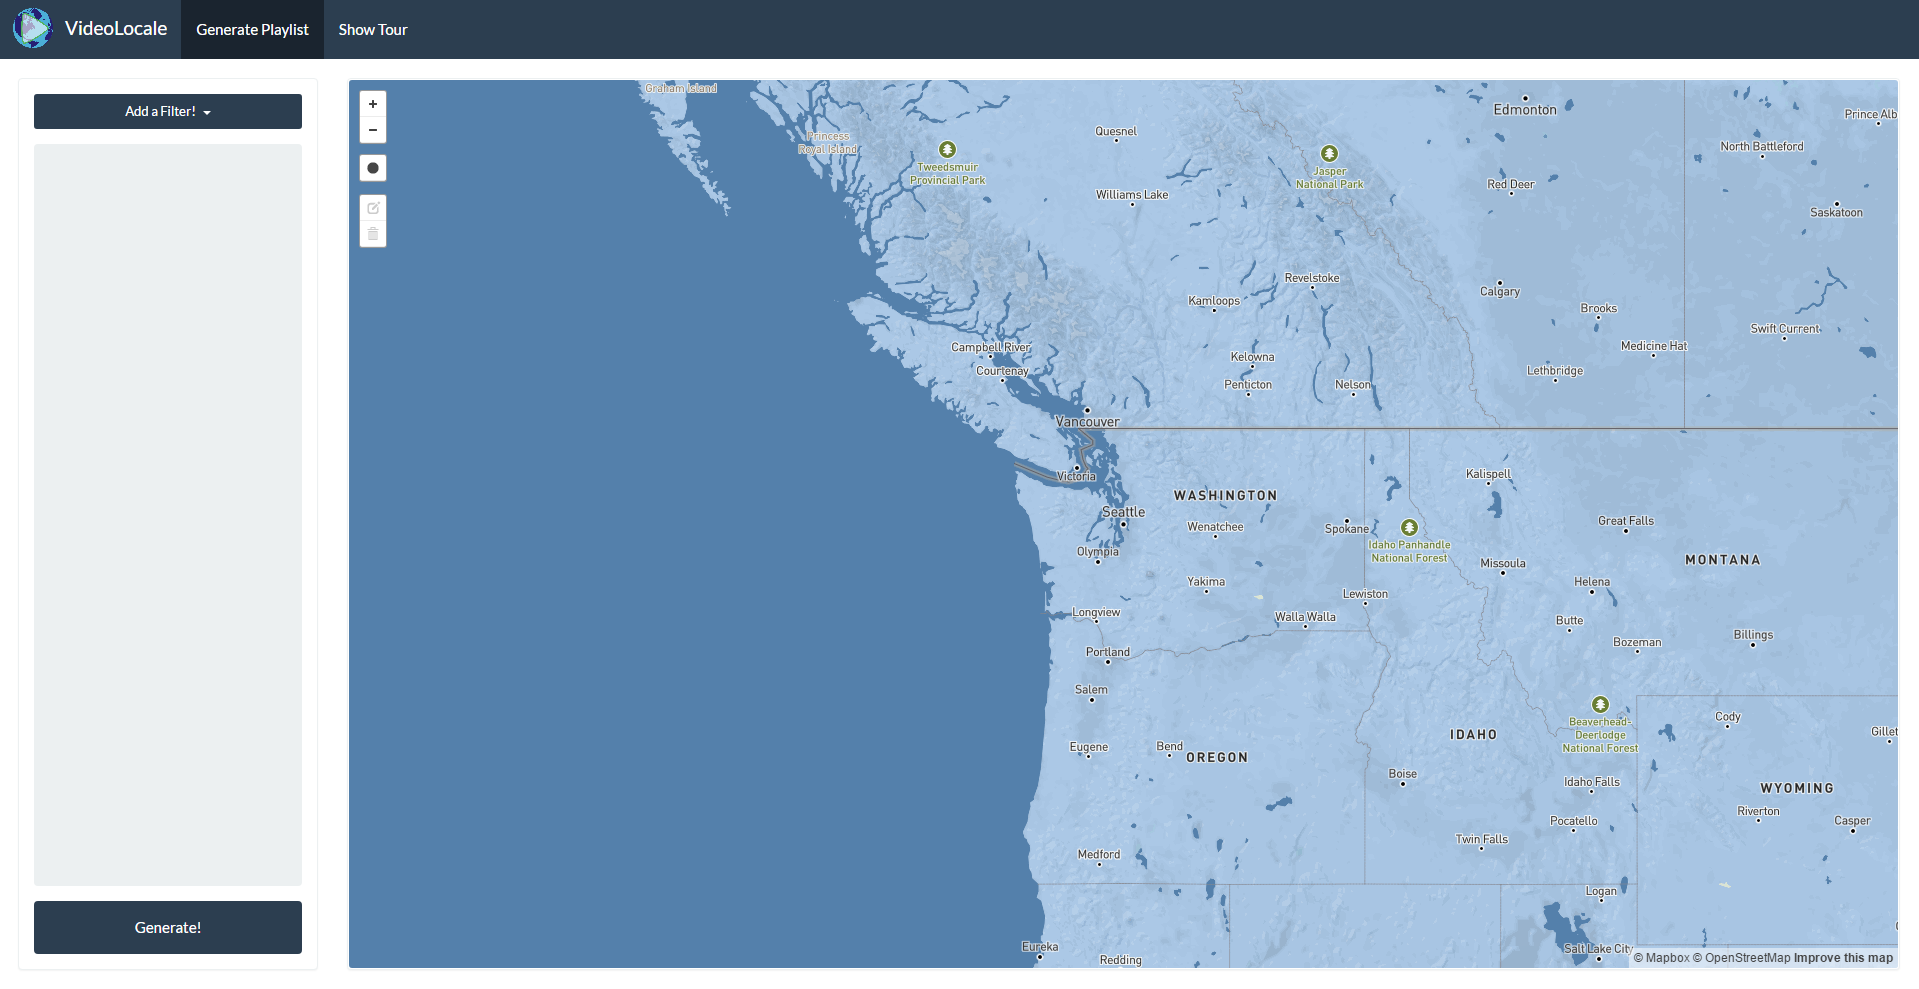 VideoLocale
Generate Playlist
Show Tour
Add a Filter!
Generate!
+
−
Graham Island
Princess
Royal Island
Tweedsmuir
Provincial Park
Quesnel
Williams Lake
Jasper
National Park
Edmonton
Red Deer
Prince Alb
North Battleford
Saskatoon
Revelstoke
Kamloops
Calgary
Brooks
Swift Current
Medicine Hat
Lethbridge
Campbell River
Courtenay
Kelowna
Penticton
Nelson
Vancouver
Victoria
WASHINGTON
Seattle
Wenatchee
Spokane
Kalispell
Great Falls
Idaho Panhandle
National Forest
MONTANA
Olympia
Missoula
Yakima
Helena
Lewiston
Longview
Walla Walla
Butte
Bozeman
Billings
Portland
Salem
Eugene
Bend
OREGON
IDAHO
Beaverhead-
Deerlodge
National Forest
Cody
Gillet
Boise
Idaho Falls
WYOMING
Riverton
Casper
Pocatello
Twin Falls
Medford
Logan
Eureka
Redding
Salt Lake City
© Mapbox © OpenStreetMap Improve this map